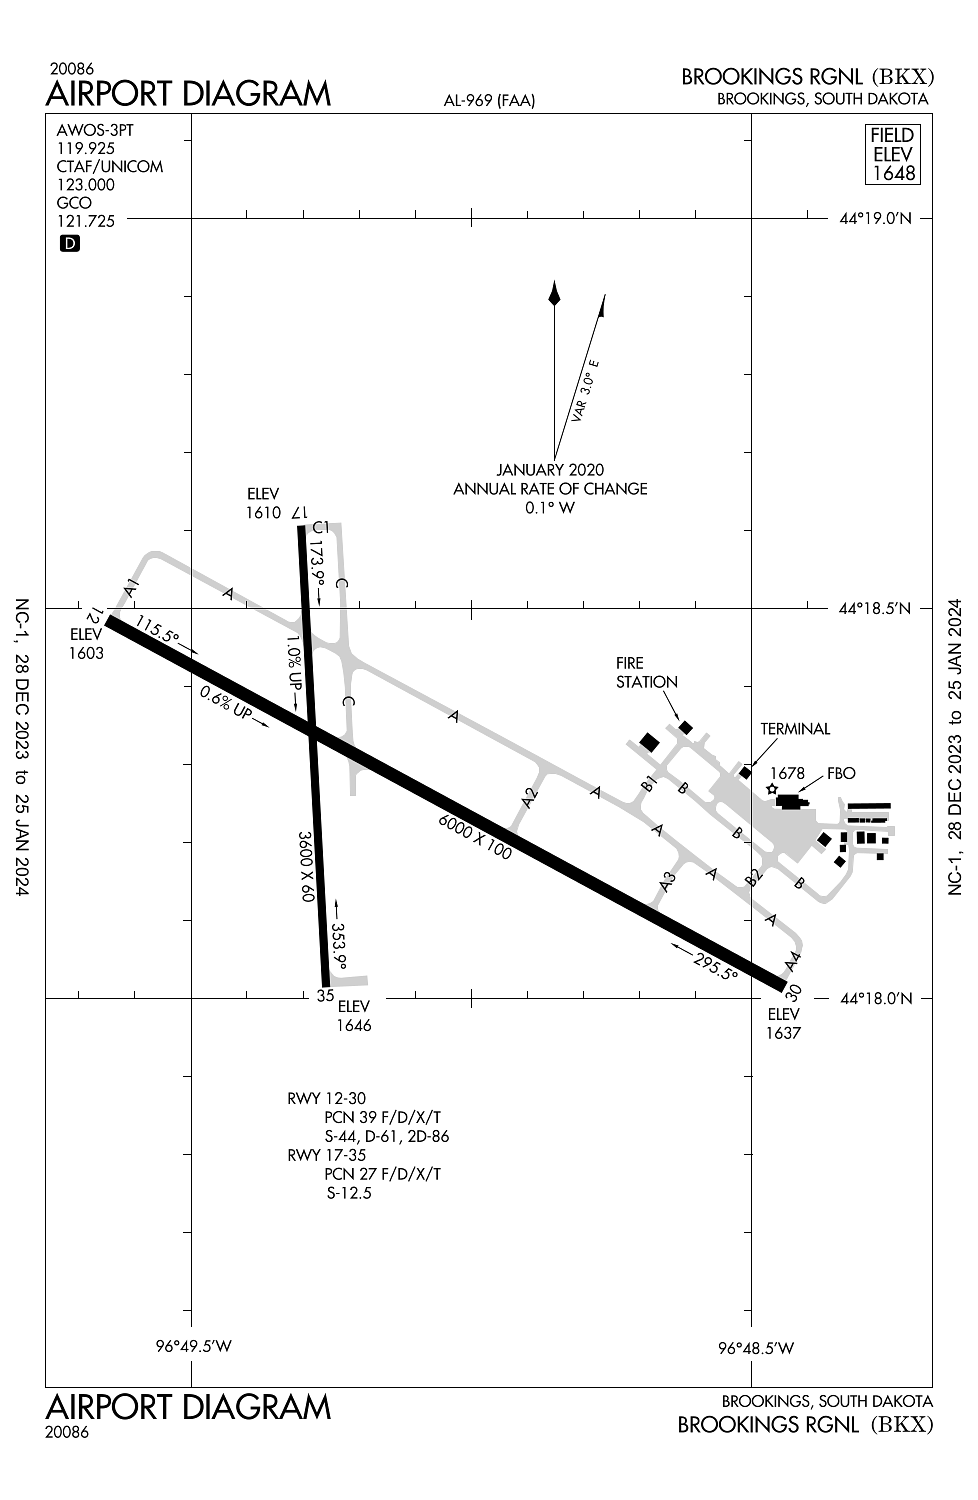 20086
AIRPORT DIAGRAM
AL-969 (FAA)
BROOKINGS RGNL (BKX)
BROOKINGS, SOUTH DAKOTA
AWOS-3PT
119.925
CTAF/UNICOM
123.000
GCO
121.725
D
FIELD
ELEV
1648
44°19.0'N
VAR 3.0° E
JANUARY 2020
ANNUAL RATE OF CHANGE
0.1° W
ELEV
1610
17
C1
173.9°
C
A1
A
44°18.5'N
12
ELEV
1603
115.5°
0.6% UP
1.0% UP
C
A
FIRE
STATION
TERMINAL
1678
FBO
B1
B
A2
A
A
B
6000 X 100
3600 X 60
A3
A
B2
B
A
353.9°
295.5°
A4
30
35
ELEV
1646
44°18.0'N
ELEV
1637
RWY 12-30
PCN 39 F/D/X/T
S-44, D-61, 2D-86
RWY 17-35
PCN 27 F/D/X/T
S-12.5
96°49.5'W
96°48.5'W
NC-1, 28 DEC 2023 to 25 JAN 2024
NC-1, 28 DEC 2023 to 25 JAN 2024
AIRPORT DIAGRAM
20086
BROOKINGS, SOUTH DAKOTA
BROOKINGS RGNL (BKX)